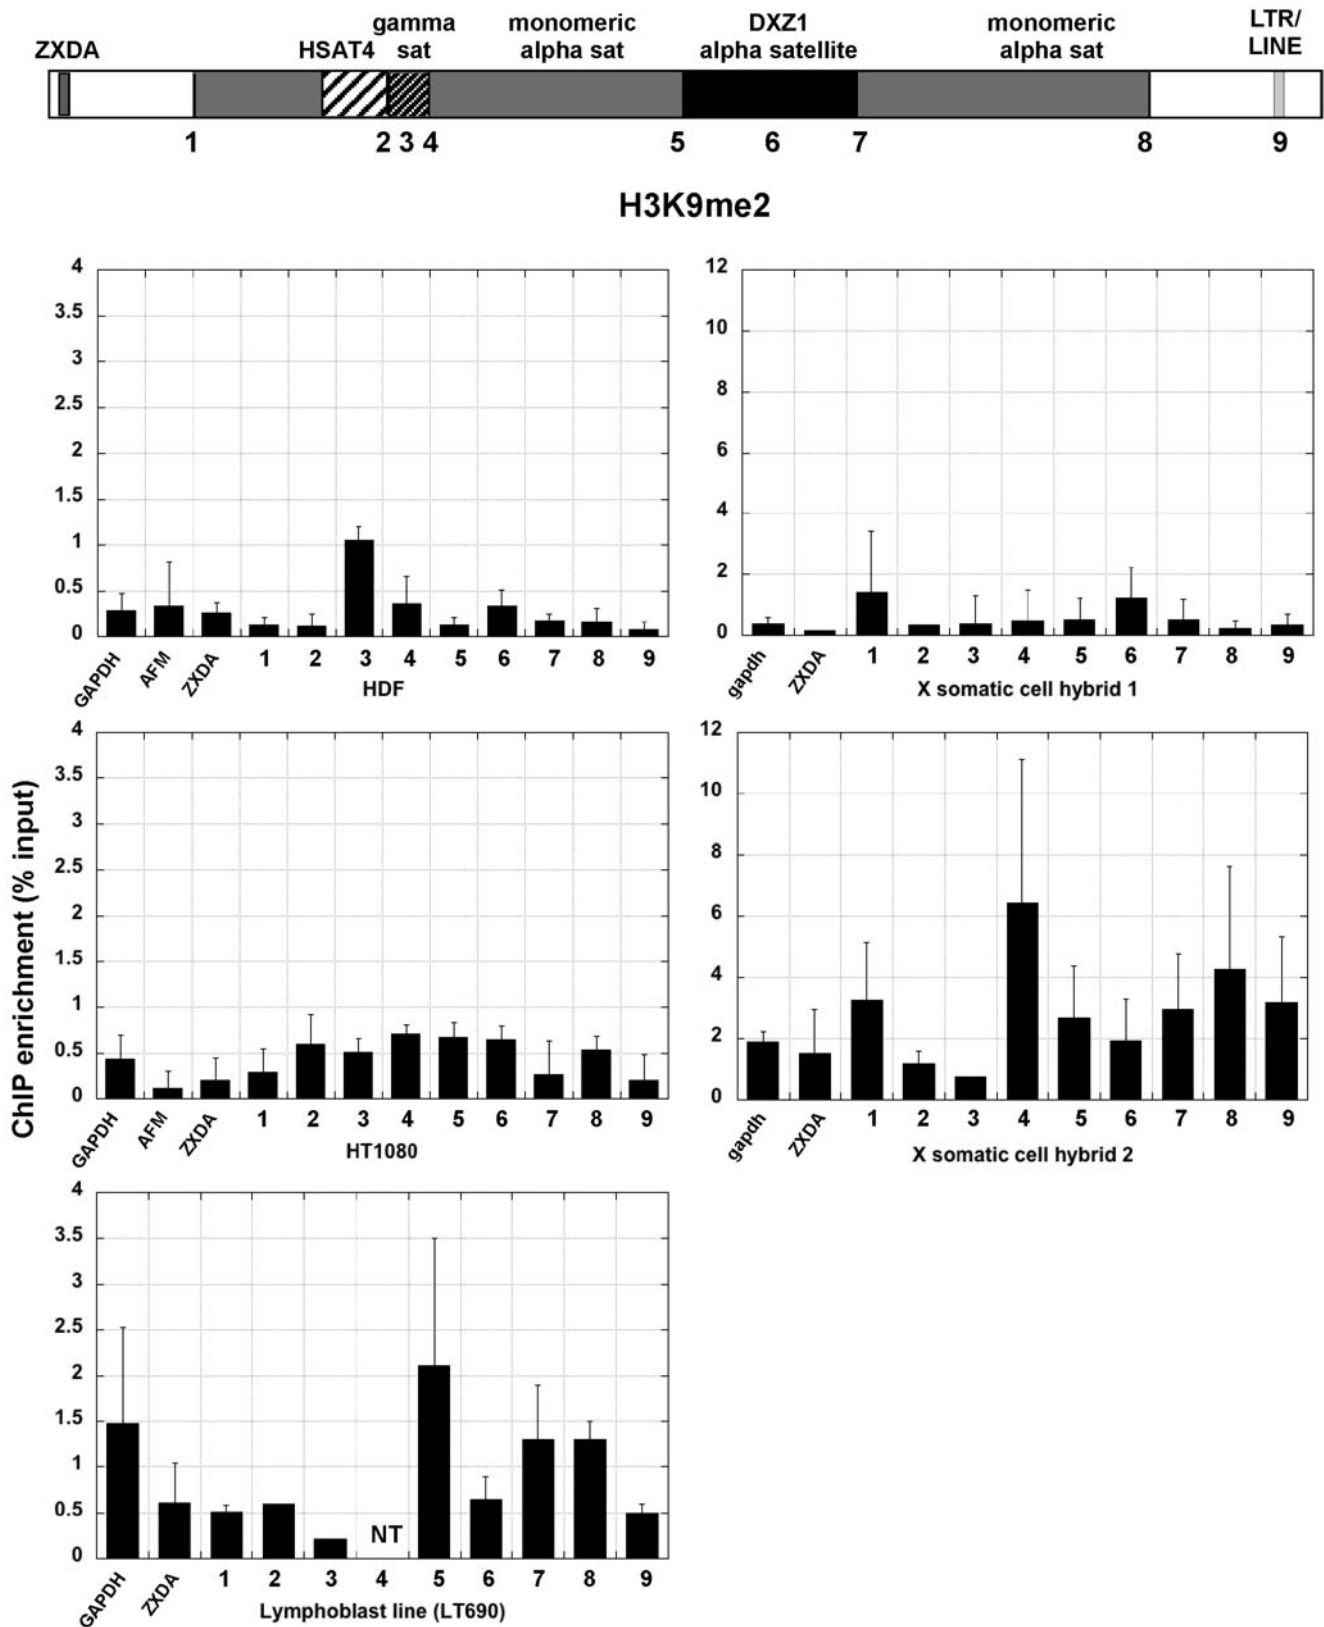 gamma monomeric DXZ1 monomeric LTR/
ZXDA HSAT4 sat alpha sat alpha satellite alpha sat LINE
1 2 3 4 5 6 7 8 9
H3K9me2
ChIP enrichment (% input)
4
3.5
3
2.5
2
1.5
1
0.5
0
GAPDH AFM ZXDA 1 2 3 4 5 6 7 8 9
HDF
12
10
8
6
4
2
0
gapdh ZXDA 1 2 3 4 5 6 7 8 9
X somatic cell hybrid 1
4
3.5
3
2.5
2
1.5
1
0.5
0
GAPDH AFM ZXDA 1 2 3 4 5 6 7 8 9
HT1080
12
10
8
6
4
2
0
gapdh ZXDA 1 2 3 4 5 6 7 8 9
X somatic cell hybrid 2
4
3.5
3
2.5
2
1.5
1
0.5
0
NT
GAPDH ZXDA 1 2 3 4 5 6 7 8 9
Lymphoblast line (LT690)